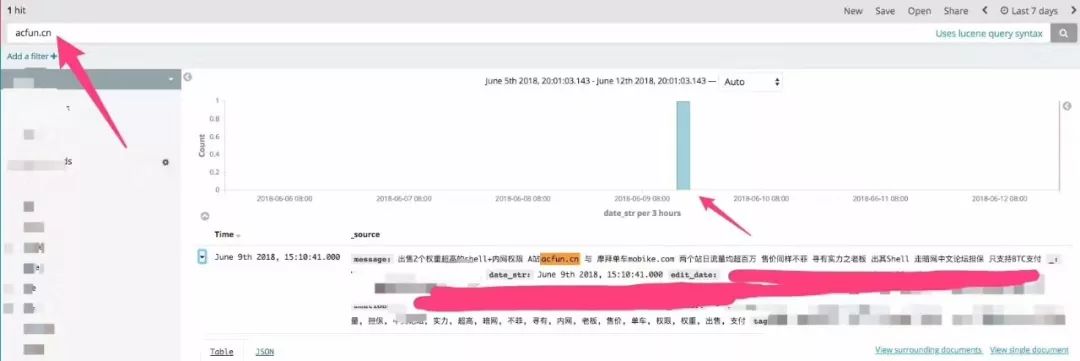 1 hit
New Save Open Share Last 7 days
acfun.cn
Uses lucene query syntax
Add a filter +
June 5th 2018, 20:01:03.143 - June 12th 2018, 20:01:03.143 — Auto
Count
1
0.8
0.6
0.4
0.2
0
2018-06-06 08:00 2018-06-07 08:00 2018-06-08 08:00 2018-06-09 08:00 2018-06-10 08:00 2018-06-11 08:00 2018-06-12 08:00
date_str per 3 hours
Time _source
June 9th 2018, 15:10:41.000 message: 出售2个权重超高的shell+内网权限 A站acfun.cn 与 摩拜单车mobike.com 两个站日流量均超百万 售价同样不菲 寻有实力之老板 出其Shell 走暗网中文论坛担保 只支持BTC支付 _:
date_str: June 9th 2018, 15:10:41.000 edit_date:
量, 担保, 实力, 超高, 暗网, 不菲, 寻有, 内网, 老板, 售价, 单车, 权限, 权重, 出售, 支付 tag
Table JSON
View surrounding documents View single document